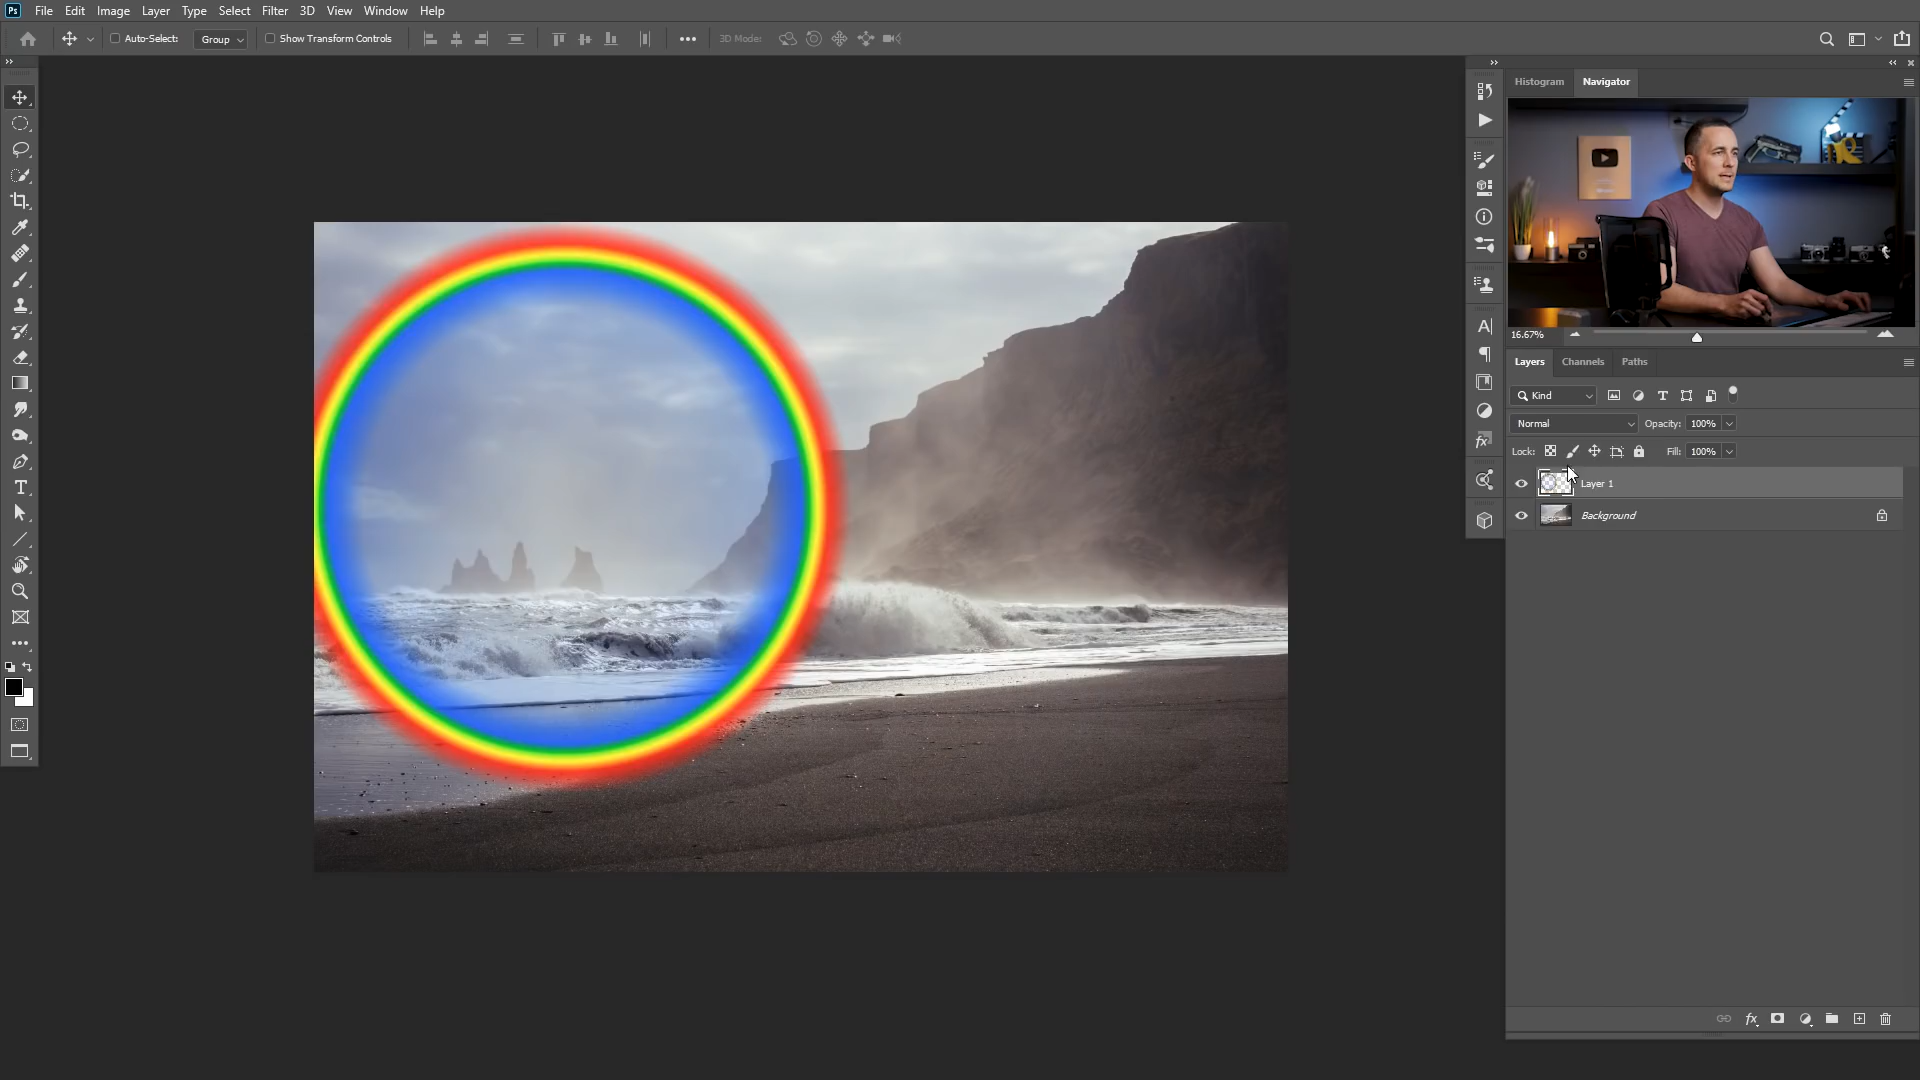 Ps File Edit Image Layer Type Select Filter 3D View Window Help
Auto-Select: Group Show Transform Controls 3D Mode:
Histogram Navigator
16.67%
Layers Channels Paths
Kind
Normal Opacity: 100%
Lock: Fill: 100%
Layer 1
Background